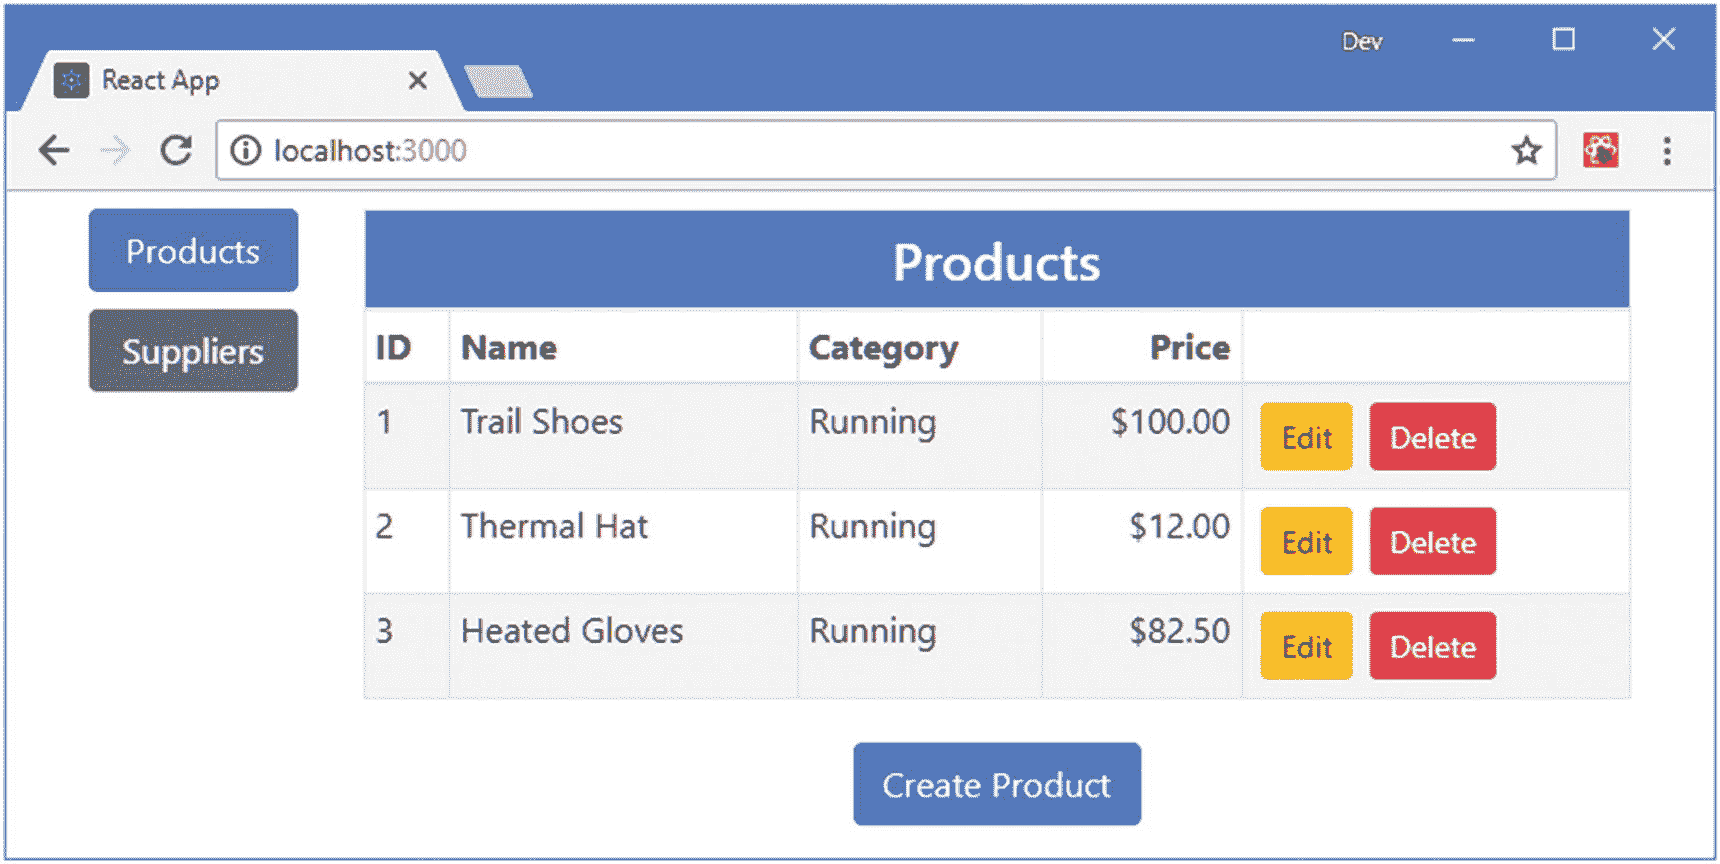 Dev
React App
localhost:3000
Products
Suppliers
Products
ID Name Category Price
1 Trail Shoes Running $100.00 Edit Delete
2 Thermal Hat Running $12.00 Edit Delete
3 Heated Gloves Running $82.50 Edit Delete
Create Product